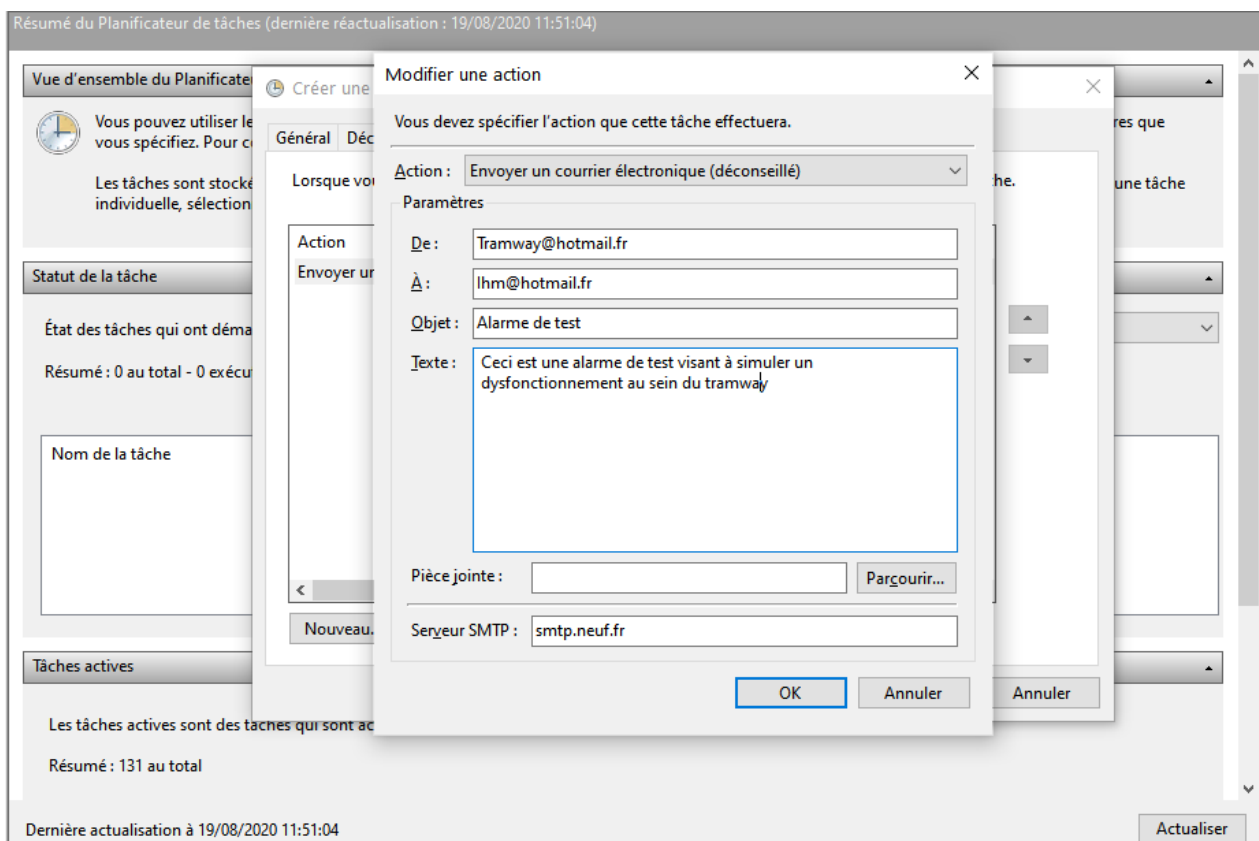 Résumé du Planificateur de tâches (dernière réactualisation : 19/08/2020 11:51:04)
Vue d'ensemble du Planificate
Vous pouvez utiliser le
vous spécifiez. Pour c
res que
Les tâches sont stocké
individuelle, sélection
une tâche
Statut de la tâche
État des tâches qui ont déma
Résumé : 0 au total - 0 exécu
Nom de la tâche
Tâches actives
Les tâches actives sont des tâches qui sont ac
Résumé : 131 au total
Dernière actualisation à 19/08/2020 11:51:04
Actualiser
Créer une
Général
Déc
Lorsque vou
he.
Action
Envoyer un
Nouveau.
Annuler
Modifier une action
Vous devez spécifier l'action que cette tâche effectuera.
Action : Envoyer un courrier électronique (déconseillé)
Paramètres
De : Tramway@hotmail.fr
À : Ihm@hotmail.fr
Objet : Alarme de test
Texte : Ceci est une alarme de test visant à simuler un
dysfonctionnement au sein du tramway
Pièce jointe :
Parcourir...
Serveur SMTP : smtp.neuf.fr
OK
Annuler